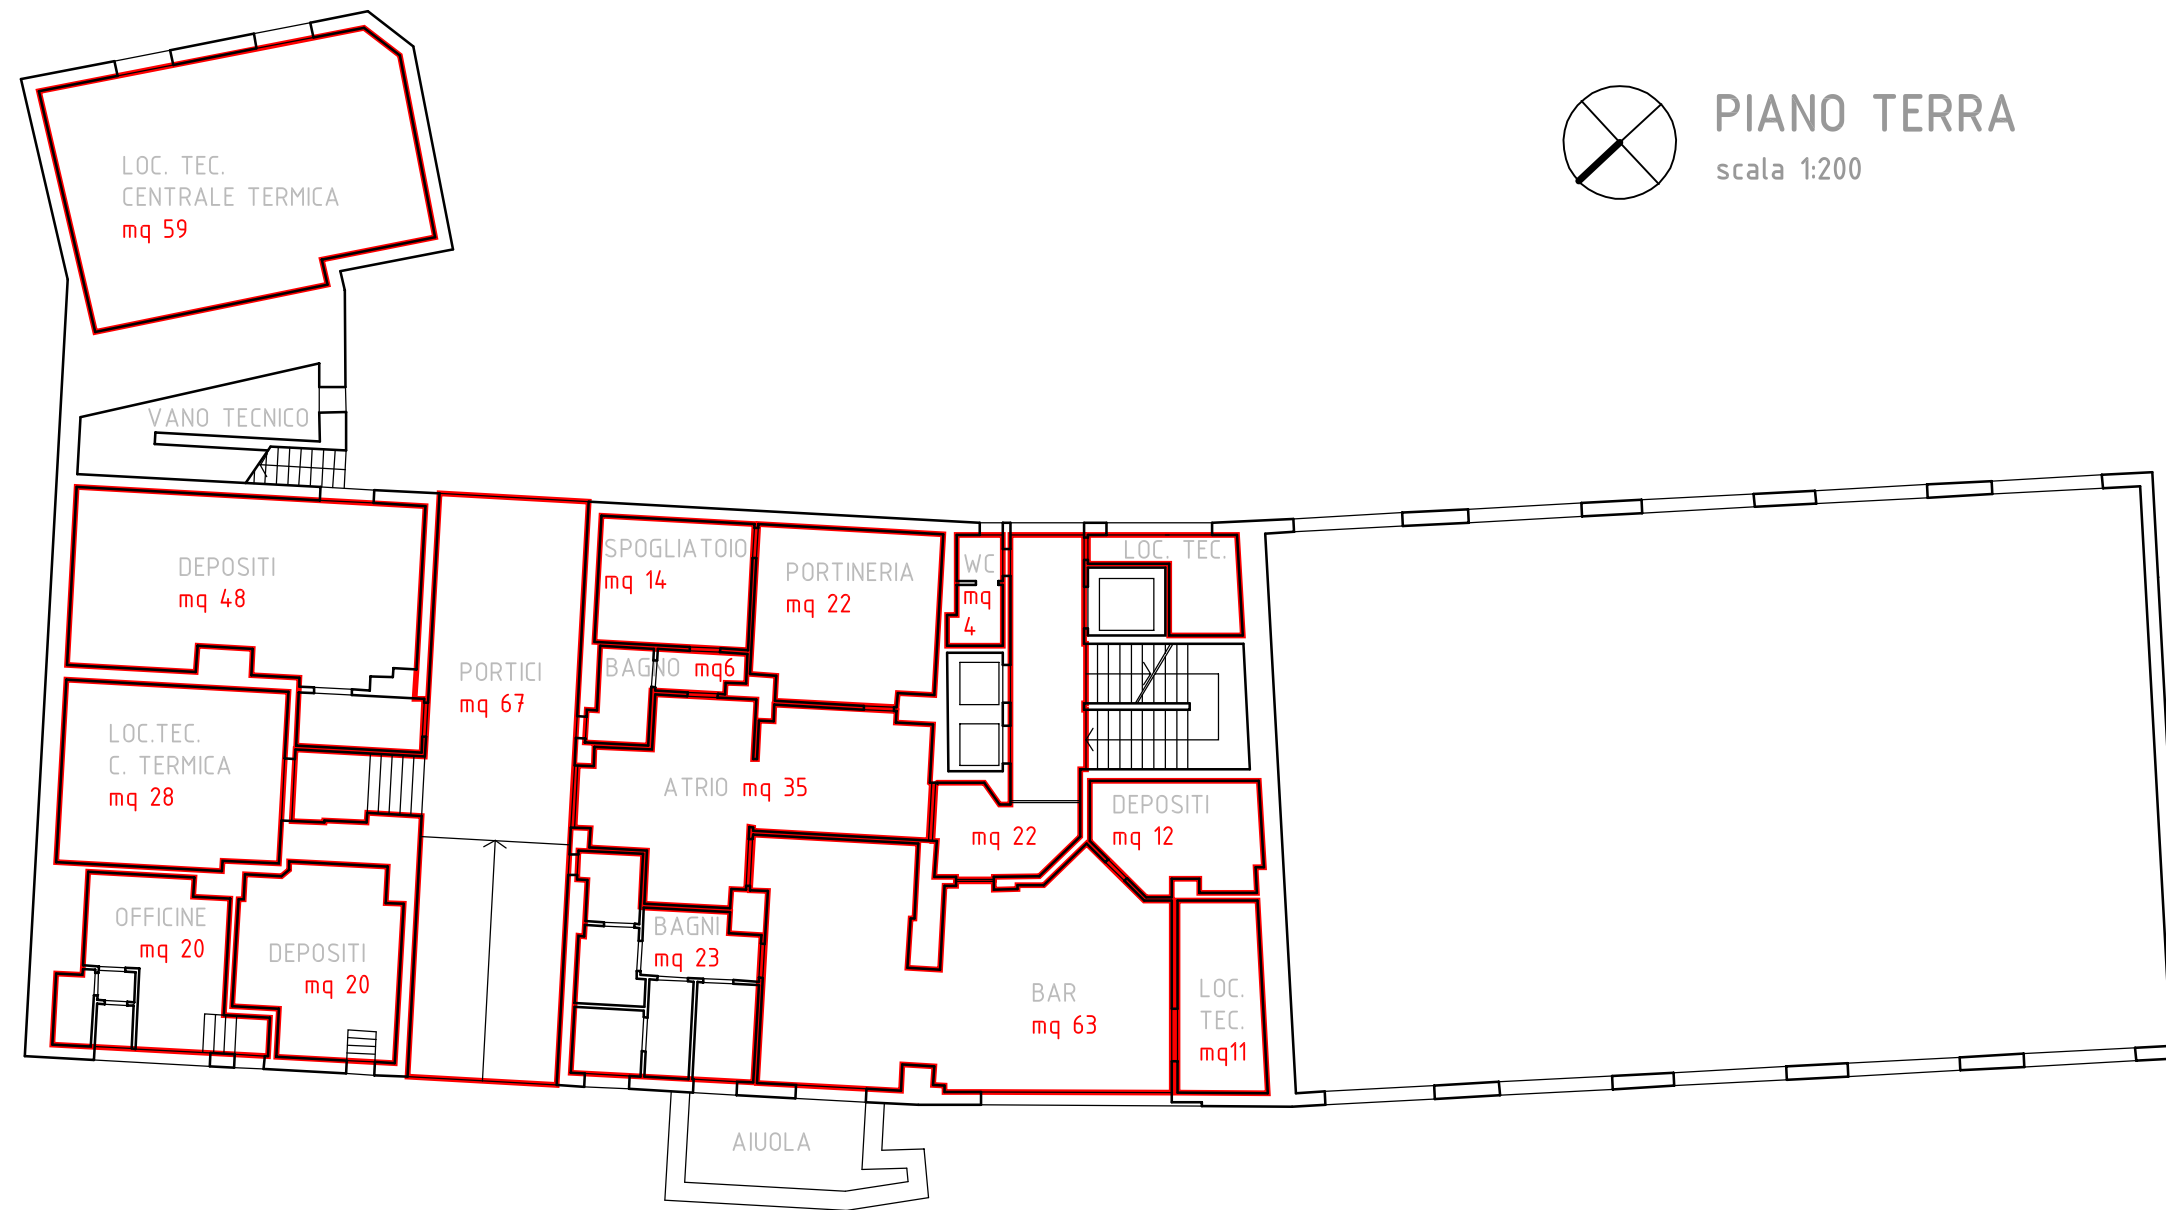 PIANO TERRA
scala 1:200
LOC. TEC.
CENTRALE TERMICA
mq 59
VANO TECNICO
DEPOSITI
mq 48
LOC.TEC.
C. TERMICA
mq 28
OFFICINE
mq 20
DEPOSITI
mq 20
PORTICI
mq 67
SPOGLIATOIO
mq 14
BAGNO mq6
PORTINERIA
mq 22
ATRIO mq 35
BAGNI
mq 23
WC
mq
4
LOC. TEC.
mq 22
DEPOSITI
mq 12
BAR
mq 63
LOC.
TEC.
mq11
AIUOLA